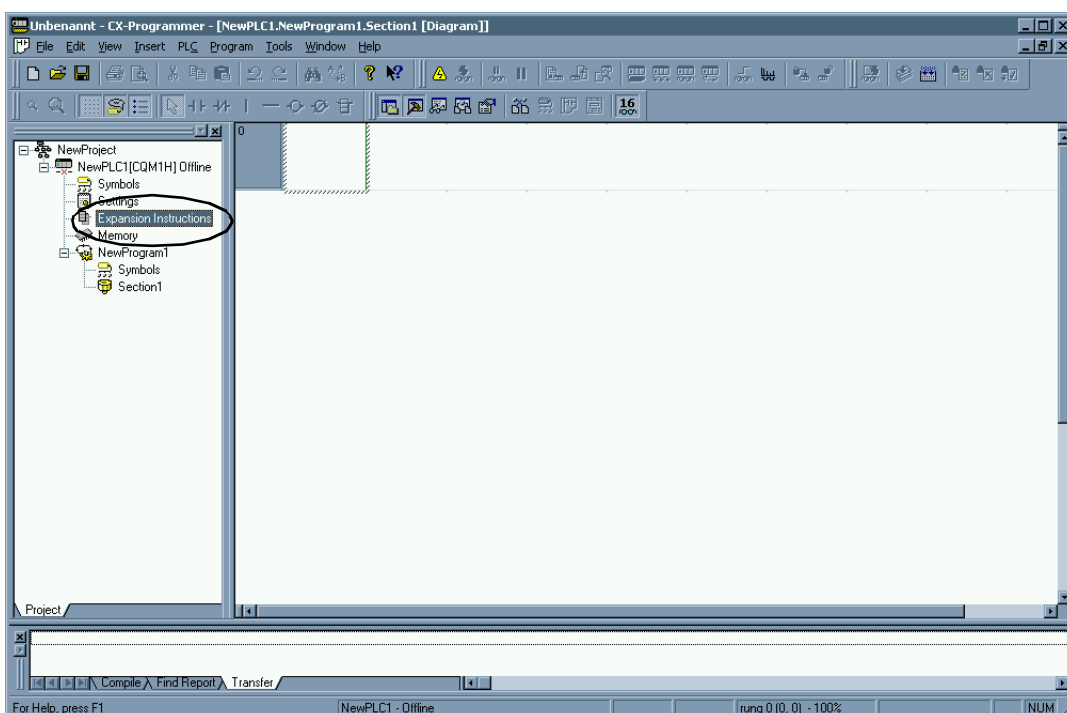 Unbenannt - CX-Programmer - [NewPLC1.NewProgram1.Section1 [Diagram]]
File Edit View Insert PLC Program Tools Window Help
16
0
NewProject
NewPLC1[CQM1H] Offline
Symbols
Settings
Expansion Instructions
Memory
NewProgram1
Symbols
Section1
Project
Compile Find Report Transfer
For Help, press F1 NewPLC1 - Offline rung 0 (0, 0) - 100% NUM